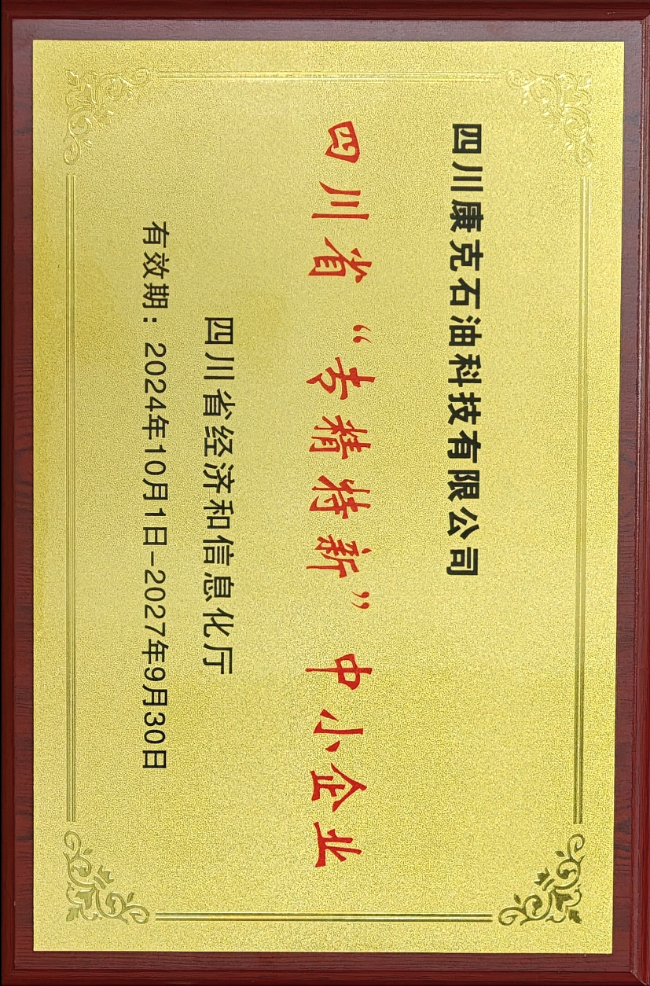 四川康克石油科技有限公司
四川省“专精特新”中小企业
四川省经济和信息化厅
有效期：2024年10月1日-2027年9月30日